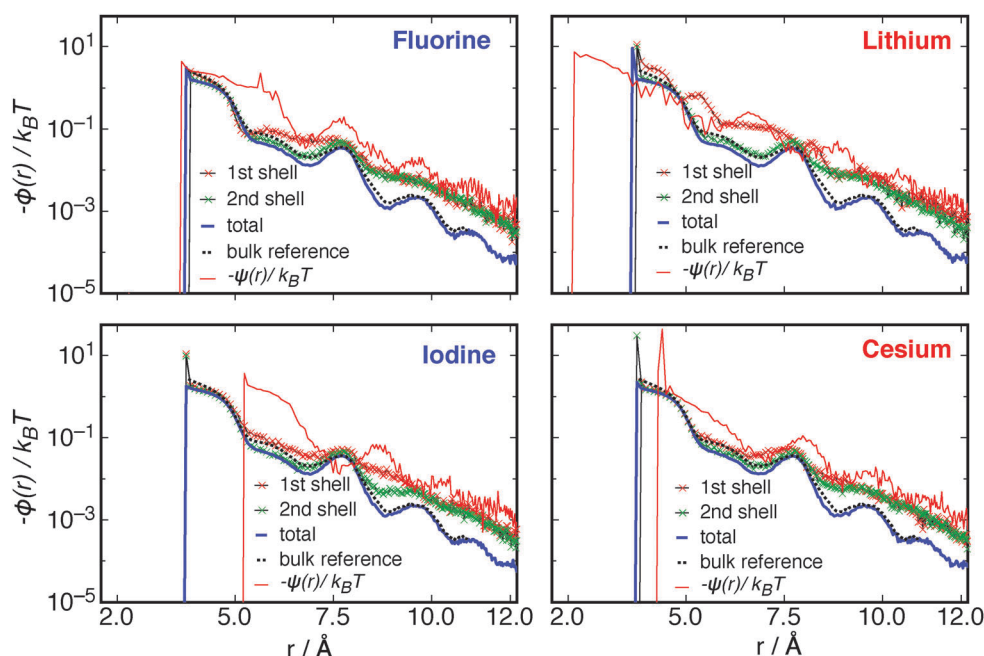 Fluorine
Lithium
-ϕ(r) / k_BT
10^1
10^-1
10^-3
10^-5
1st shell
2nd shell
total
bulk reference
-ψ(r)/ k_BT
1st shell
2nd shell
total
bulk reference
-ψ(r)/ k_BT
Iodine
Cesium
-ϕ(r) / k_BT
10^1
10^-1
10^-3
10^-5
1st shell
2nd shell
total
bulk reference
-ψ(r)/ k_BT
1st shell
2nd shell
total
bulk reference
-ψ(r)/ k_BT
2.0 5.0 7.5 10.0 12.0
2.0 5.0 7.5 10.0 12.0
r / Å
r / Å